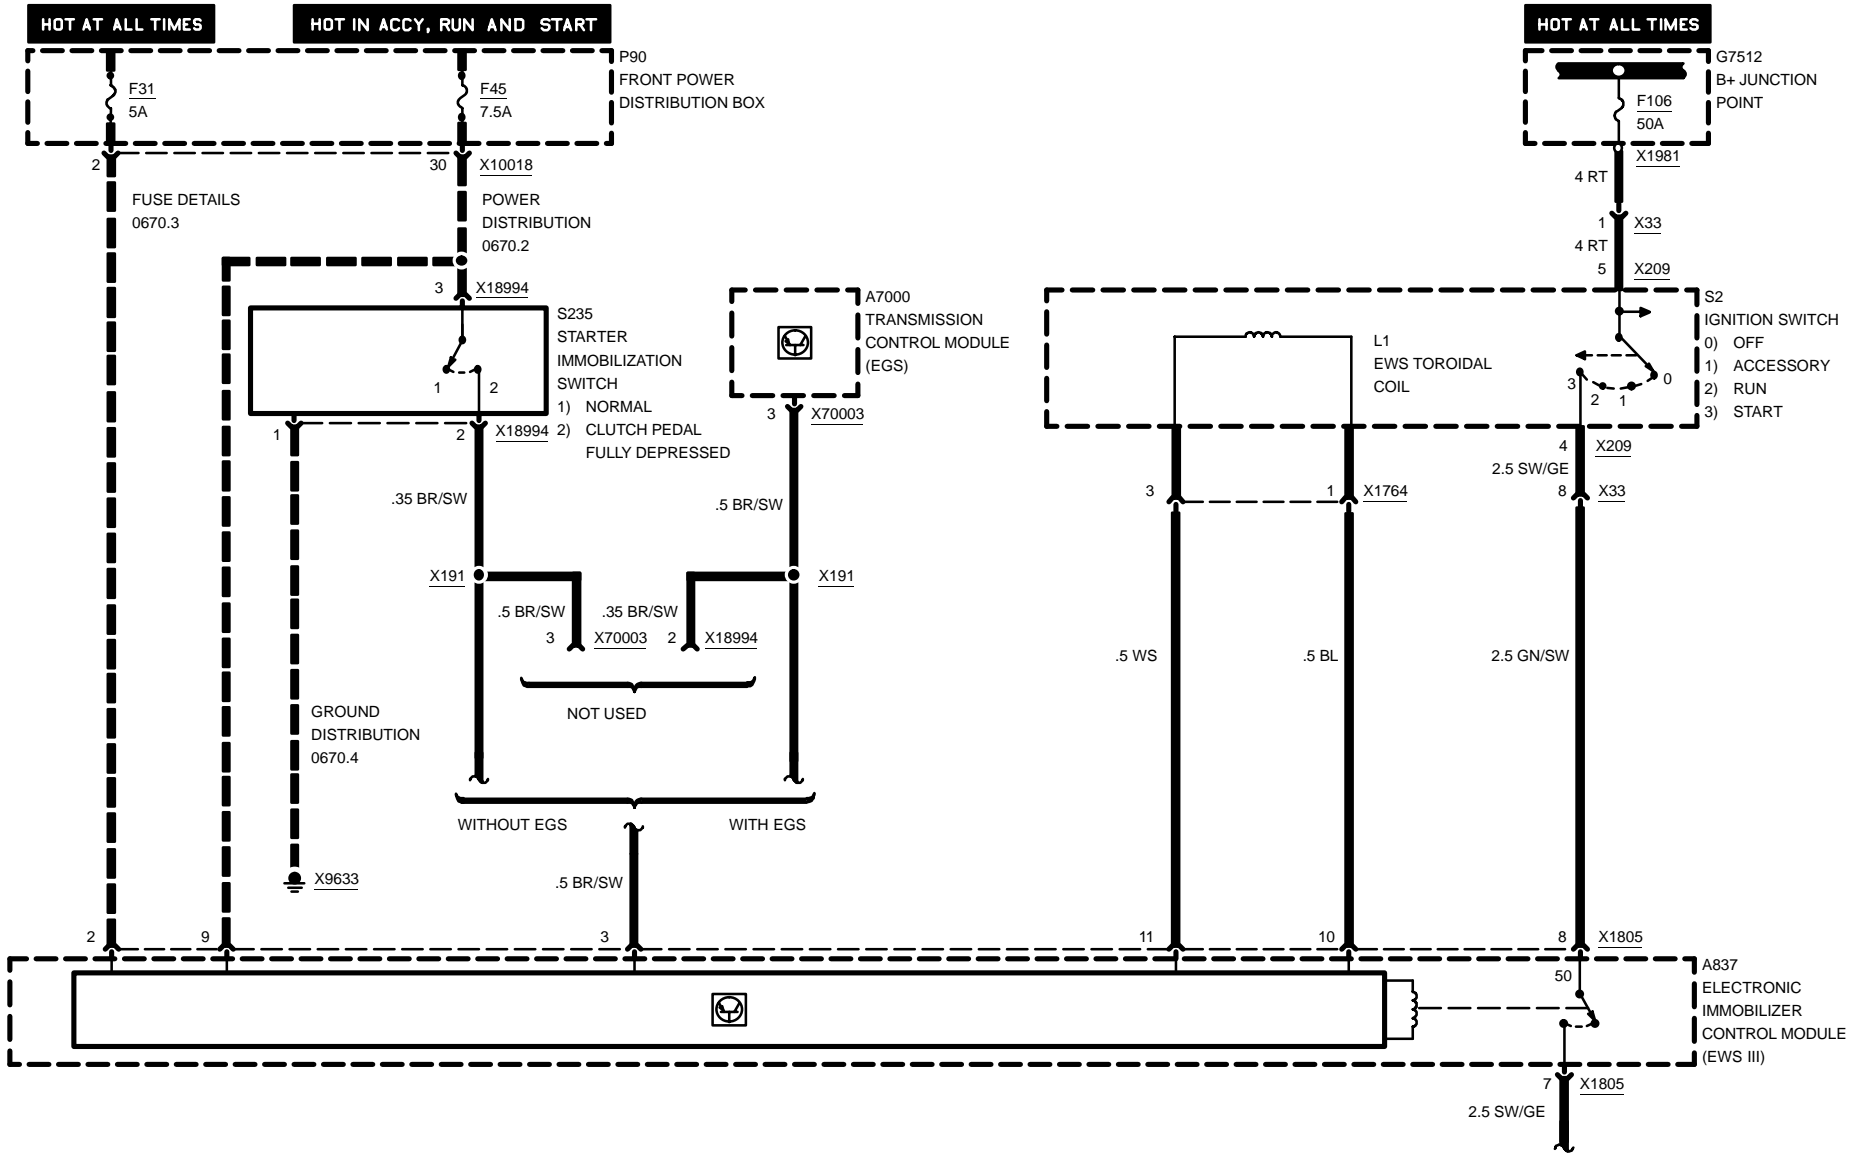 HOT AT ALL TIMES
HOT IN ACCY, RUN AND START
HOT AT ALL TIMES
P90
FRONT POWER
DISTRIBUTION BOX
F31
5A
F45
7.5A
G7512
B+ JUNCTION
POINT
F106
50A
2
30
X10018
X1981
4 RT
FUSE DETAILS
0670.3
POWER
DISTRIBUTION
0670.2
1
X33
4 RT
5
X209
3
X18994
S235
STARTER
IMMOBILIZATION
SWITCH
1) NORMAL
2) CLUTCH PEDAL
FULLY DEPRESSED
1
2
A7000
TRANSMISSION
CONTROL MODULE
(EGS)
L1
EWS TOROIDAL
COIL
S2
IGNITION SWITCH
0) OFF
1) ACCESSORY
2) RUN
3) START
3
2
1
0
1
2
X18994
3
X70003
4
X209
2.5 SW/GE
.35 BR/SW
.5 BR/SW
3
1
X1764
8
X33
X191
X191
.5 BR/SW
.35 BR/SW
3
X70003
2
X18994
.5 WS
.5 BL
2.5 GN/SW
NOT USED
GROUND
DISTRIBUTION
0670.4
WITHOUT EGS
WITH EGS
X9633
.5 BR/SW
2
9
3
11
10
8
X1805
50
A837
ELECTRONIC
IMMOBILIZER
CONTROL MODULE
(EWS III)
7
X1805
2.5 SW/GE